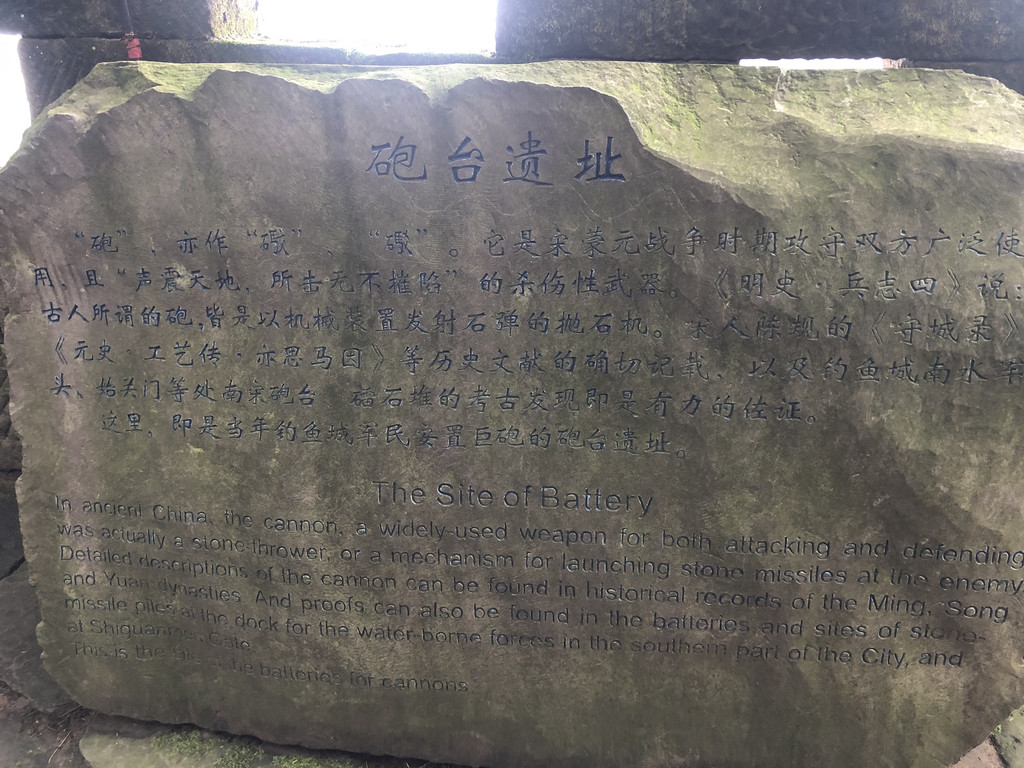 砲台遗址
“砲”、亦作“礮”、“礟”。它是宋蒙元战争时期攻守双方广泛使
用、且“声震天地，所击无不摧陷”的杀伤性武器。《明史·兵志四》说：
古人所谓的砲，皆是以机械装置发射石弹的抛石机。宋人陈规的《守城录》
《元史·工艺传·亦思马因》等历史文献的确切记载、以及钓鱼城南水军
头、始关门等处南宋砲台 礌石堆的考古发现即是有力的佐证。
这里，即是当年钓鱼城军民安置巨砲的砲台遗址。
The Site of Battery
In ancient China, the cannon, a widely-used weapon for both attacking and defending
was actually a stone-thrower, or a mechanism for launching stone missiles at the enemy.
Detailed descriptions of the cannon can be found in historical records of the Ming, Song
and Yuan dynasties. And proofs can also be found in the batteries and sites of stone-
missile piles at the dock for the water-borne forces in the southern part of the City, and
at Gate.
This is the the batteries for cannons